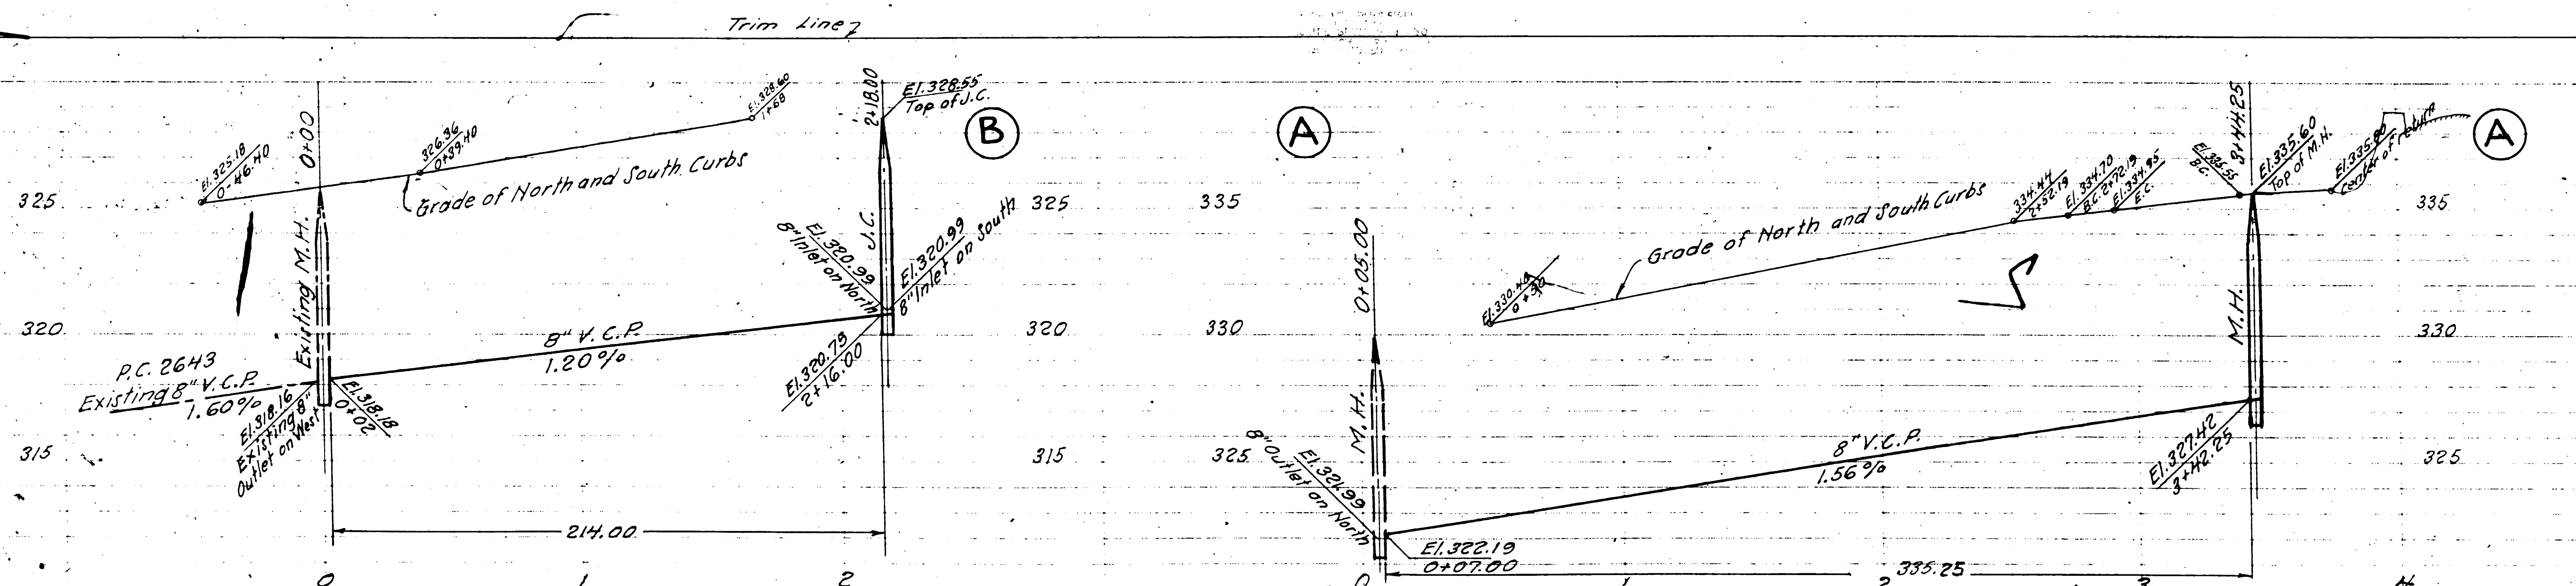 Trim Line
El. 325.18
0-46.40
0+00
326.36
0+39.40
El. 328.60
1+68
2+18.00
El. 328.55
Top of J.C.
B
Grade of North and South Curbs
325
325
Existing M.H.
J.C.
El. 320.99
8" Inlet on North
El. 320.99
8" Inlet on South
320
320
8" V.C.P.
1.20%
El. 320.75
2+16.00
P.C. 2643
Existing 8" V.C.P.
1.60%
El. 318.16
Existing 8"
Outlet on West
El. 318.18
0+02
315
315
214.00
0
1
2
A
335
0+05.00
El. 330.40
0+30
Grade of North and South Curbs
334.44
2+52.19
El. 334.70
B.C. 2+72.19
El. 334.95
E.C.
El. 335.55
B.C.
3+44.25
El. 335.60
Top of M.H.
El. 335.80
Center of return
A
335
330
330
M.H.
M.H.
325
325
8" V.C.P.
1.56%
El. 321.99
8" Outlet on North
El. 327.42
3+42.25
El. 322.19
0+07.00
335.25
0
1
2
3